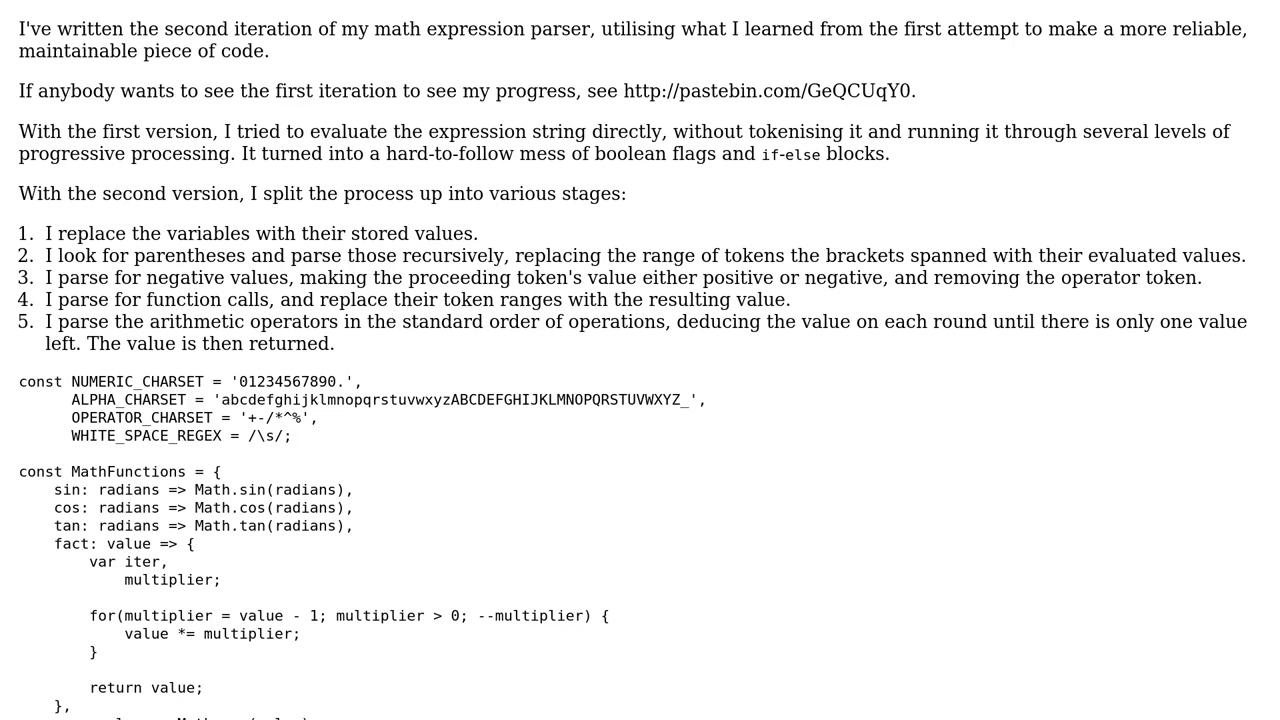 I've written the second iteration of my math expression parser, utilising what I learned from the first attempt to make a more reliable,
maintainable piece of code.
If anybody wants to see the first iteration to see my progress, see http://pastebin.com/GeQCUqY0.
With the first version, I tried to evaluate the expression string directly, without tokenising it and running it through several levels of
progressive processing. It turned into a hard-to-follow mess of boolean flags and if-else blocks.
With the second version, I split the process up into various stages:
1. I replace the variables with their stored values.
2. I look for parentheses and parse those recursively, replacing the range of tokens the brackets spanned with their evaluated values.
3. I parse for negative values, making the proceeding token's value either positive or negative, and removing the operator token.
4. I parse for function calls, and replace their token ranges with the resulting value.
5. I parse the arithmetic operators in the standard order of operations, deducing the value on each round until there is only one value
left. The value is then returned.
const NUMERIC_CHARSET = '01234567890.',
      ALPHA_CHARSET = 'abcdefghijklmnopqrstuvwxyzABCDEFGHIJKLMNOPQRSTUVWXYZ_',
      OPERATOR_CHARSET = '+-/*^%',
      WHITE_SPACE_REGEX = /\s/;
const MathFunctions = {
    sin: radians => Math.sin(radians),
    cos: radians => Math.cos(radians),
    tan: radians => Math.tan(radians),
    fact: value => {
        var iter,
            multiplier;
        for(multiplier = value - 1; multiplier > 0; --multiplier) {
            value *= multiplier;
        }
        return value;
    },